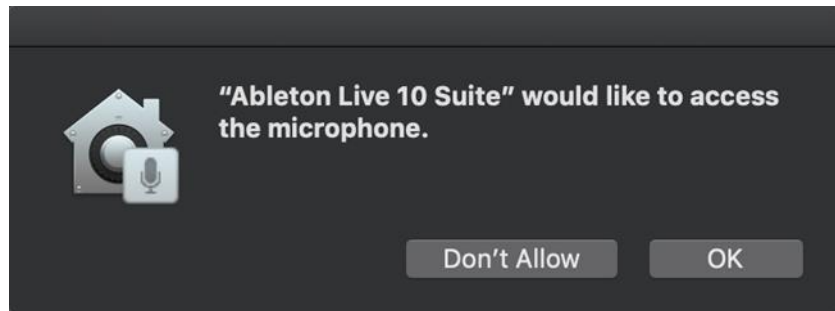 “Ableton Live 10 Suite” would like to access
the microphone.
Don’t Allow
OK